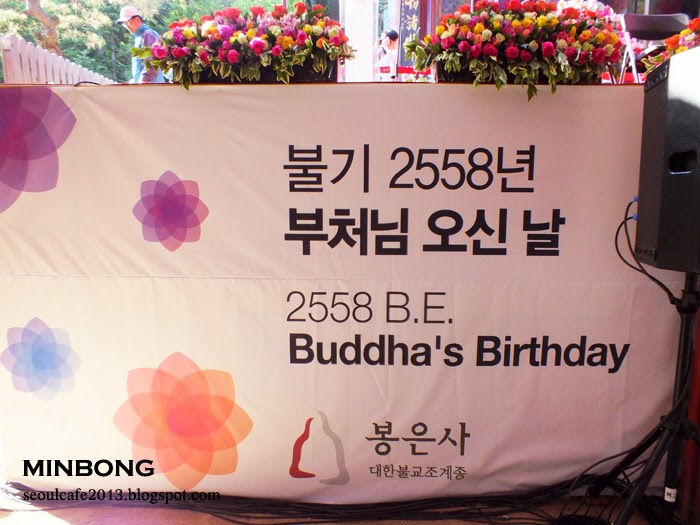 불기 2558년
부처님 오신 날
2558 B.E.
Buddha's Birthday
봉은사
대한불교조계종
MINBONG
seoulcafe2013.blogspot.com